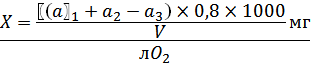 X = 〖(a〗₁ + a₂ − a₃) × 0,8 × 1000 / V мг / лO₂